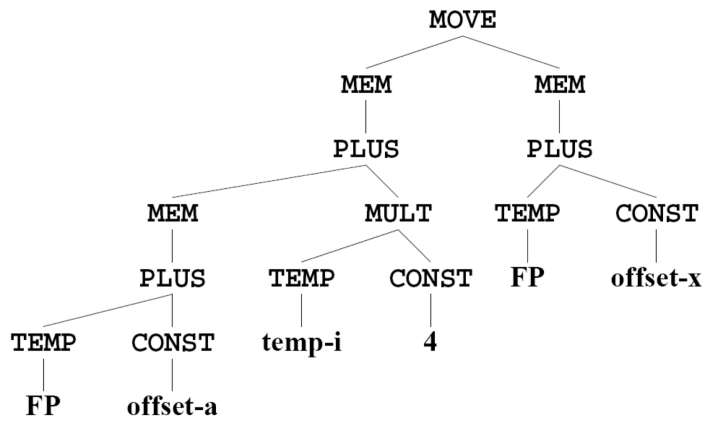 MOVE
MEM MEM
PLUS PLUS
MEM MULT TEMP CONST
PLUS TEMP CONST FP offset-x
TEMP CONST temp-i 4
FP offset-a